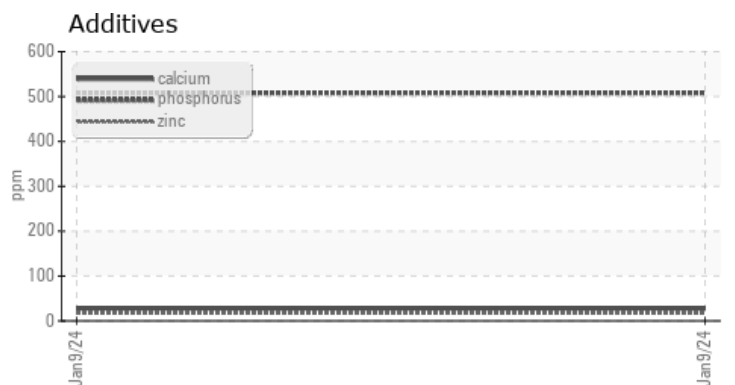 Additives
600
500
400
300
200
100
0
ppm
calcium
phosphorus
zinc
Jan9/24
Jan9/24